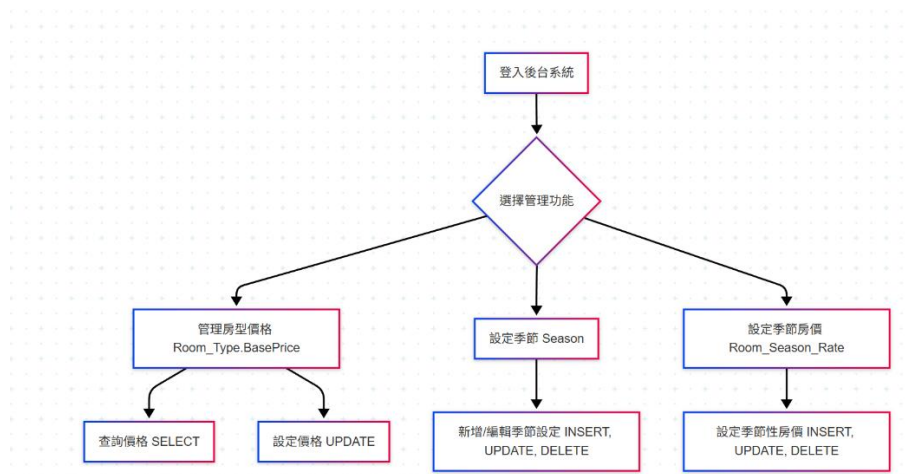 登入後台系統
選擇管理功能
管理房型價格
Room_Type.BasePrice
設定季節 Season
設定季節房價
Room_Season_Rate
查詢價格 SELECT
設定價格 UPDATE
新增/編輯季節設定 INSERT,
UPDATE, DELETE
設定季節性房價 INSERT,
UPDATE, DELETE